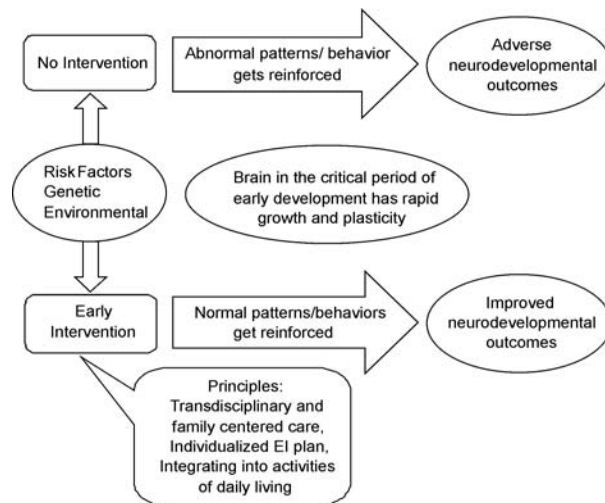 No Intervention
Abnormal patterns/ behavior
gets reinforced
Adverse
neurodevelopmental
outcomes
Risk Factors
Genetic
Environmental
Brain in the critical period of
early development has rapid
growth and plasticity
Early
Intervention
Normal patterns/behaviors
get reinforced
Improved
neurodevelopmental
outcomes
Principles:
Transdisciplinary and
family centered care,
Individualized EI plan,
Integrating into activities
of daily living